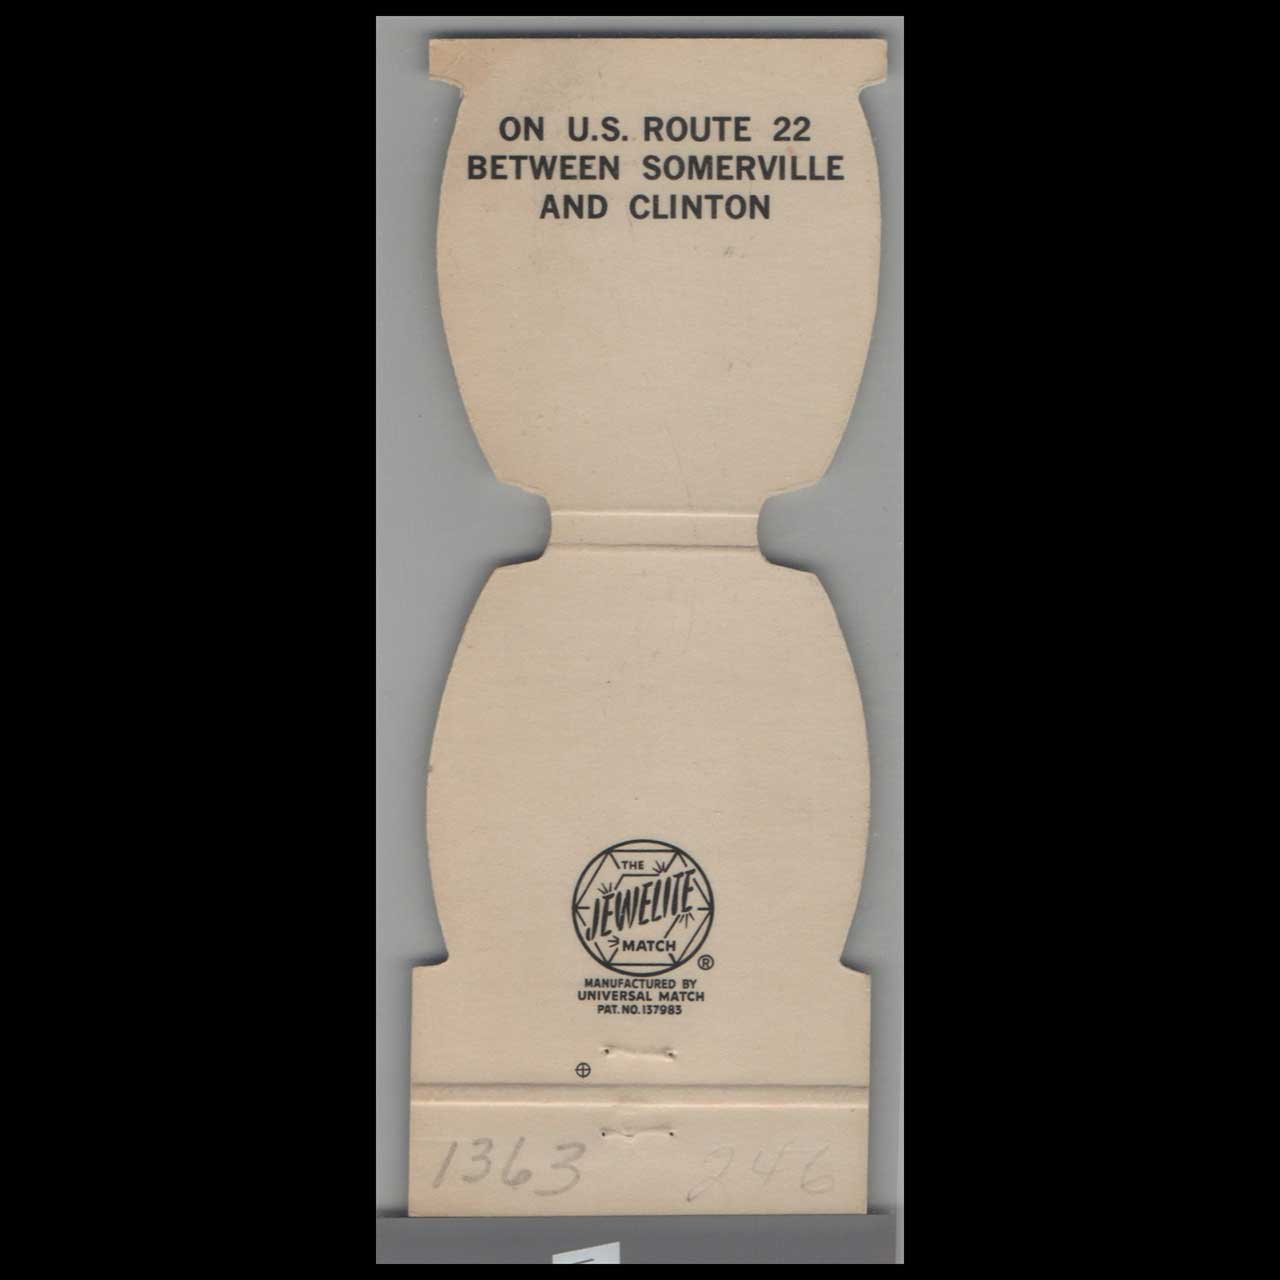 ON U.S. ROUTE 22
BETWEEN SOMERVILLE
AND CLINTON
THE
JEWELITE
MATCH
®
MANUFACTURED BY
UNIVERSAL MATCH
PAT. NO. 137983
1363 246